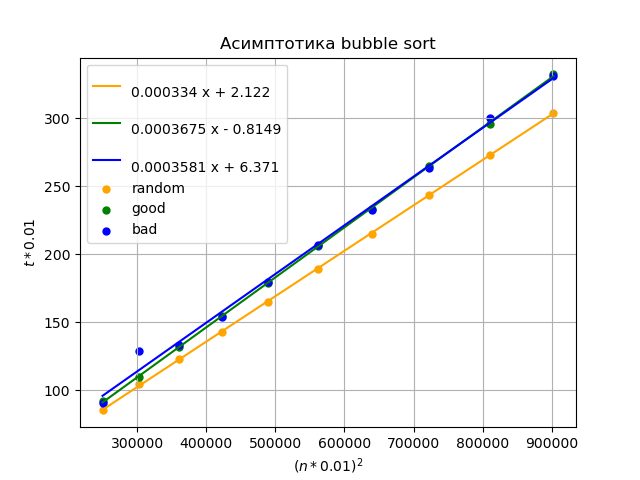 Асимптотика bubble sort
0.000334 x + 2.122
0.0003675 x - 0.8149
0.0003581 x + 6.371
random
good
bad
t * 0.01
300
250
200
150
100
300000 400000 500000 600000 700000 800000 900000
(n * 0.01)²